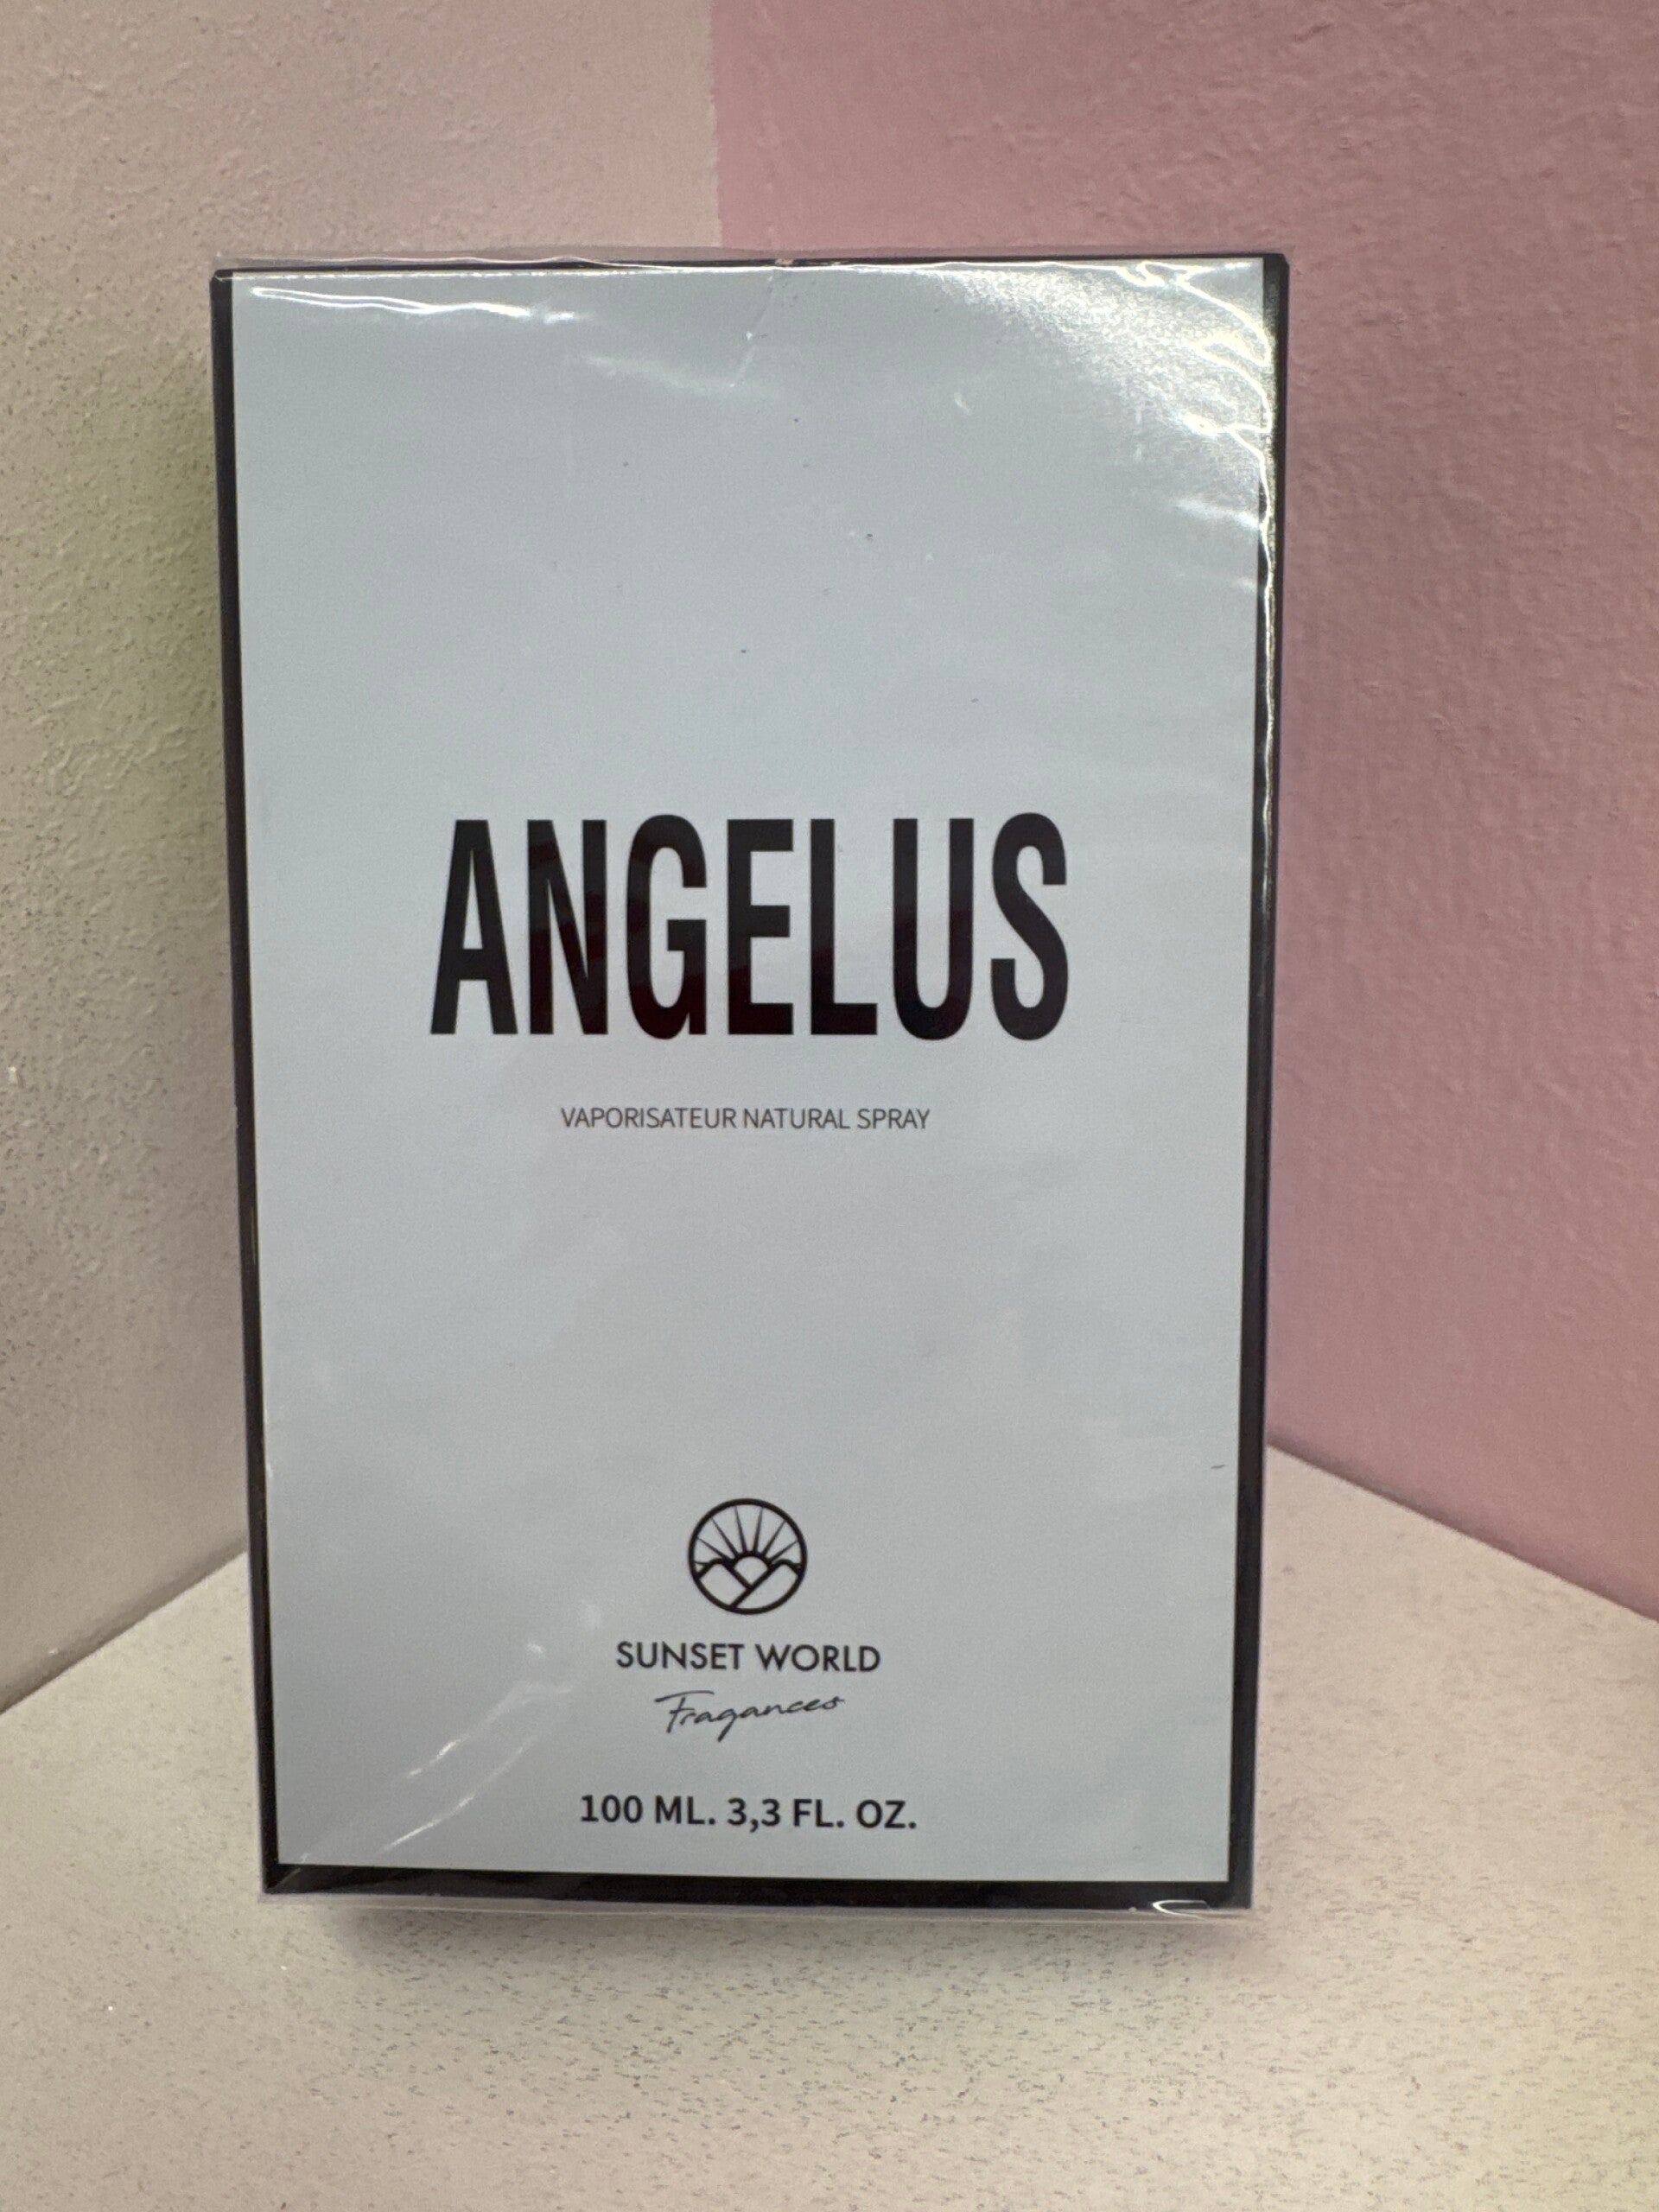 ANGELUS
VAPORISATEUR NATURAL SPRAY
SUNSET WORLD
Fragances
100 ML. 3,3 FL. OZ.